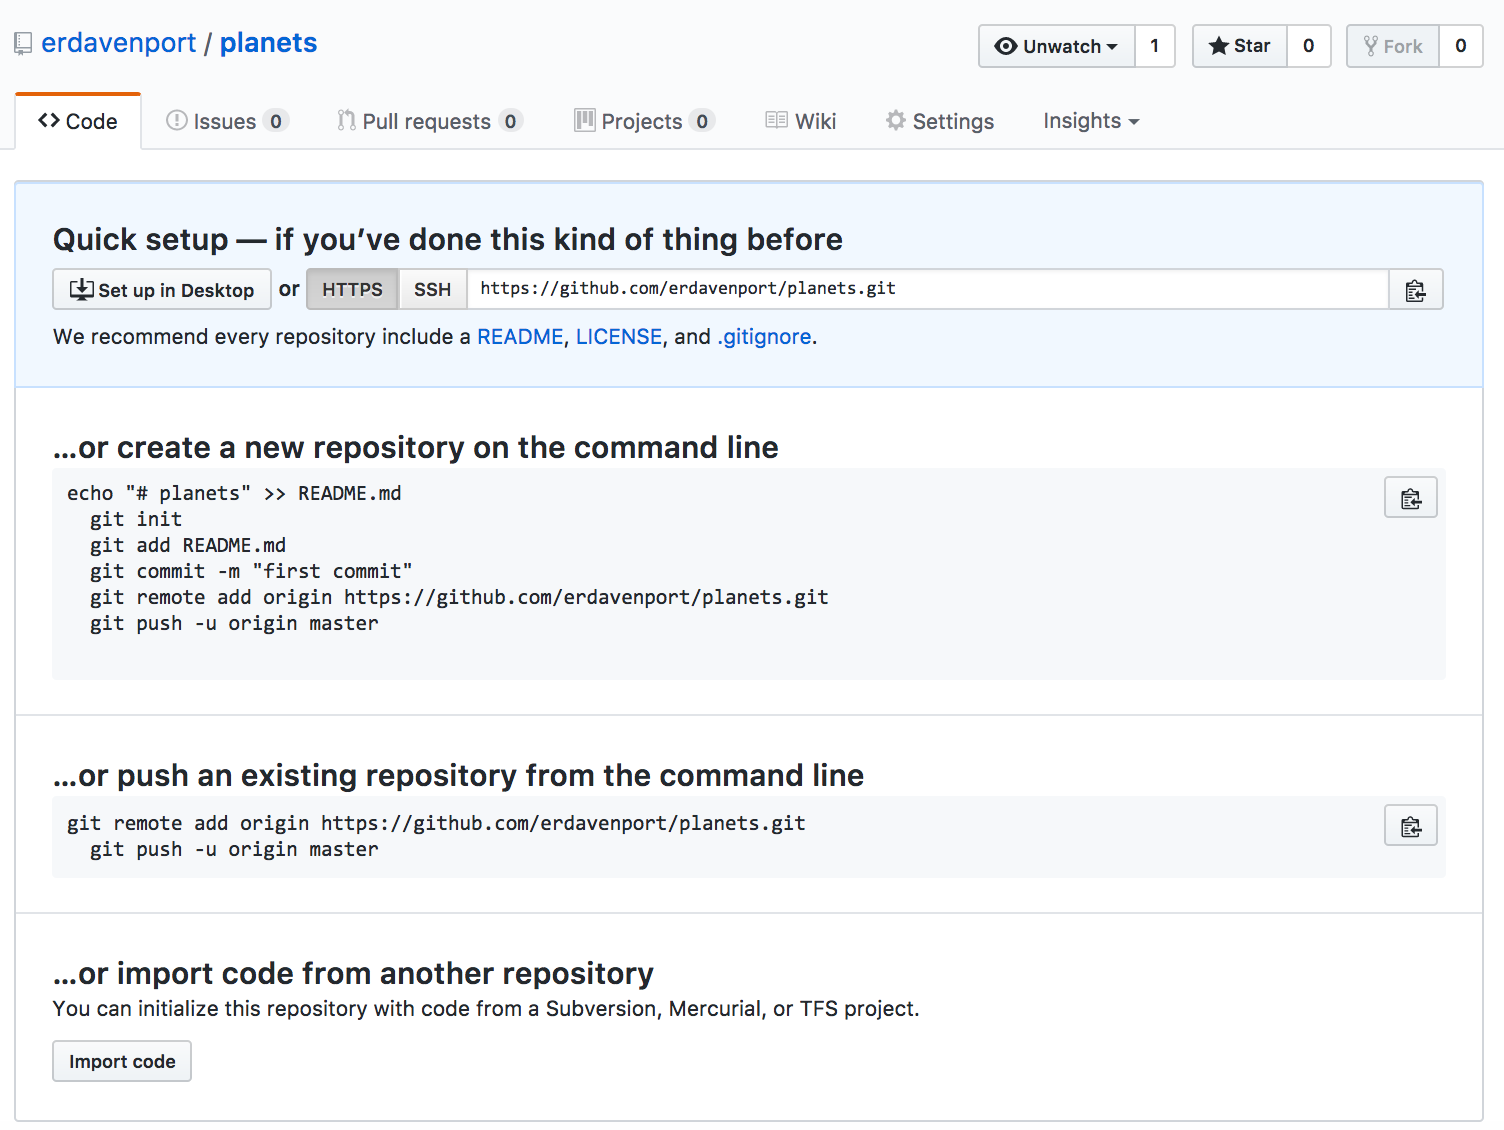 erdavenport / planets
Unwatch 1 Star 0 Fork 0
Code Issues 0 Pull requests 0 Projects 0 Wiki Settings Insights
Quick setup — if you’ve done this kind of thing before
Set up in Desktop or HTTPS SSH https://github.com/erdavenport/planets.git
We recommend every repository include a README, LICENSE, and .gitignore.
…or create a new repository on the command line
echo "# planets" >> README.md
git init
git add README.md
git commit -m "first commit"
git remote add origin https://github.com/erdavenport/planets.git
git push -u origin master
…or push an existing repository from the command line
git remote add origin https://github.com/erdavenport/planets.git
git push -u origin master
…or import code from another repository
You can initialize this repository with code from a Subversion, Mercurial, or TFS project.
Import code